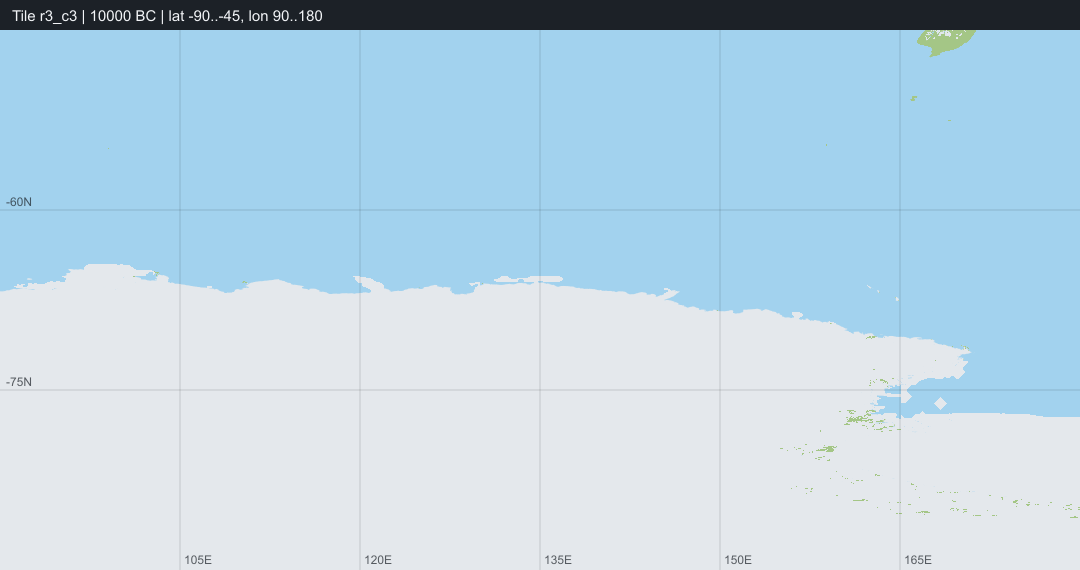 Tile r3_c3 | 10000 BC | lat -90..-45, lon 90..180
-60N
-75N
105E 120E 135E 150E 165E